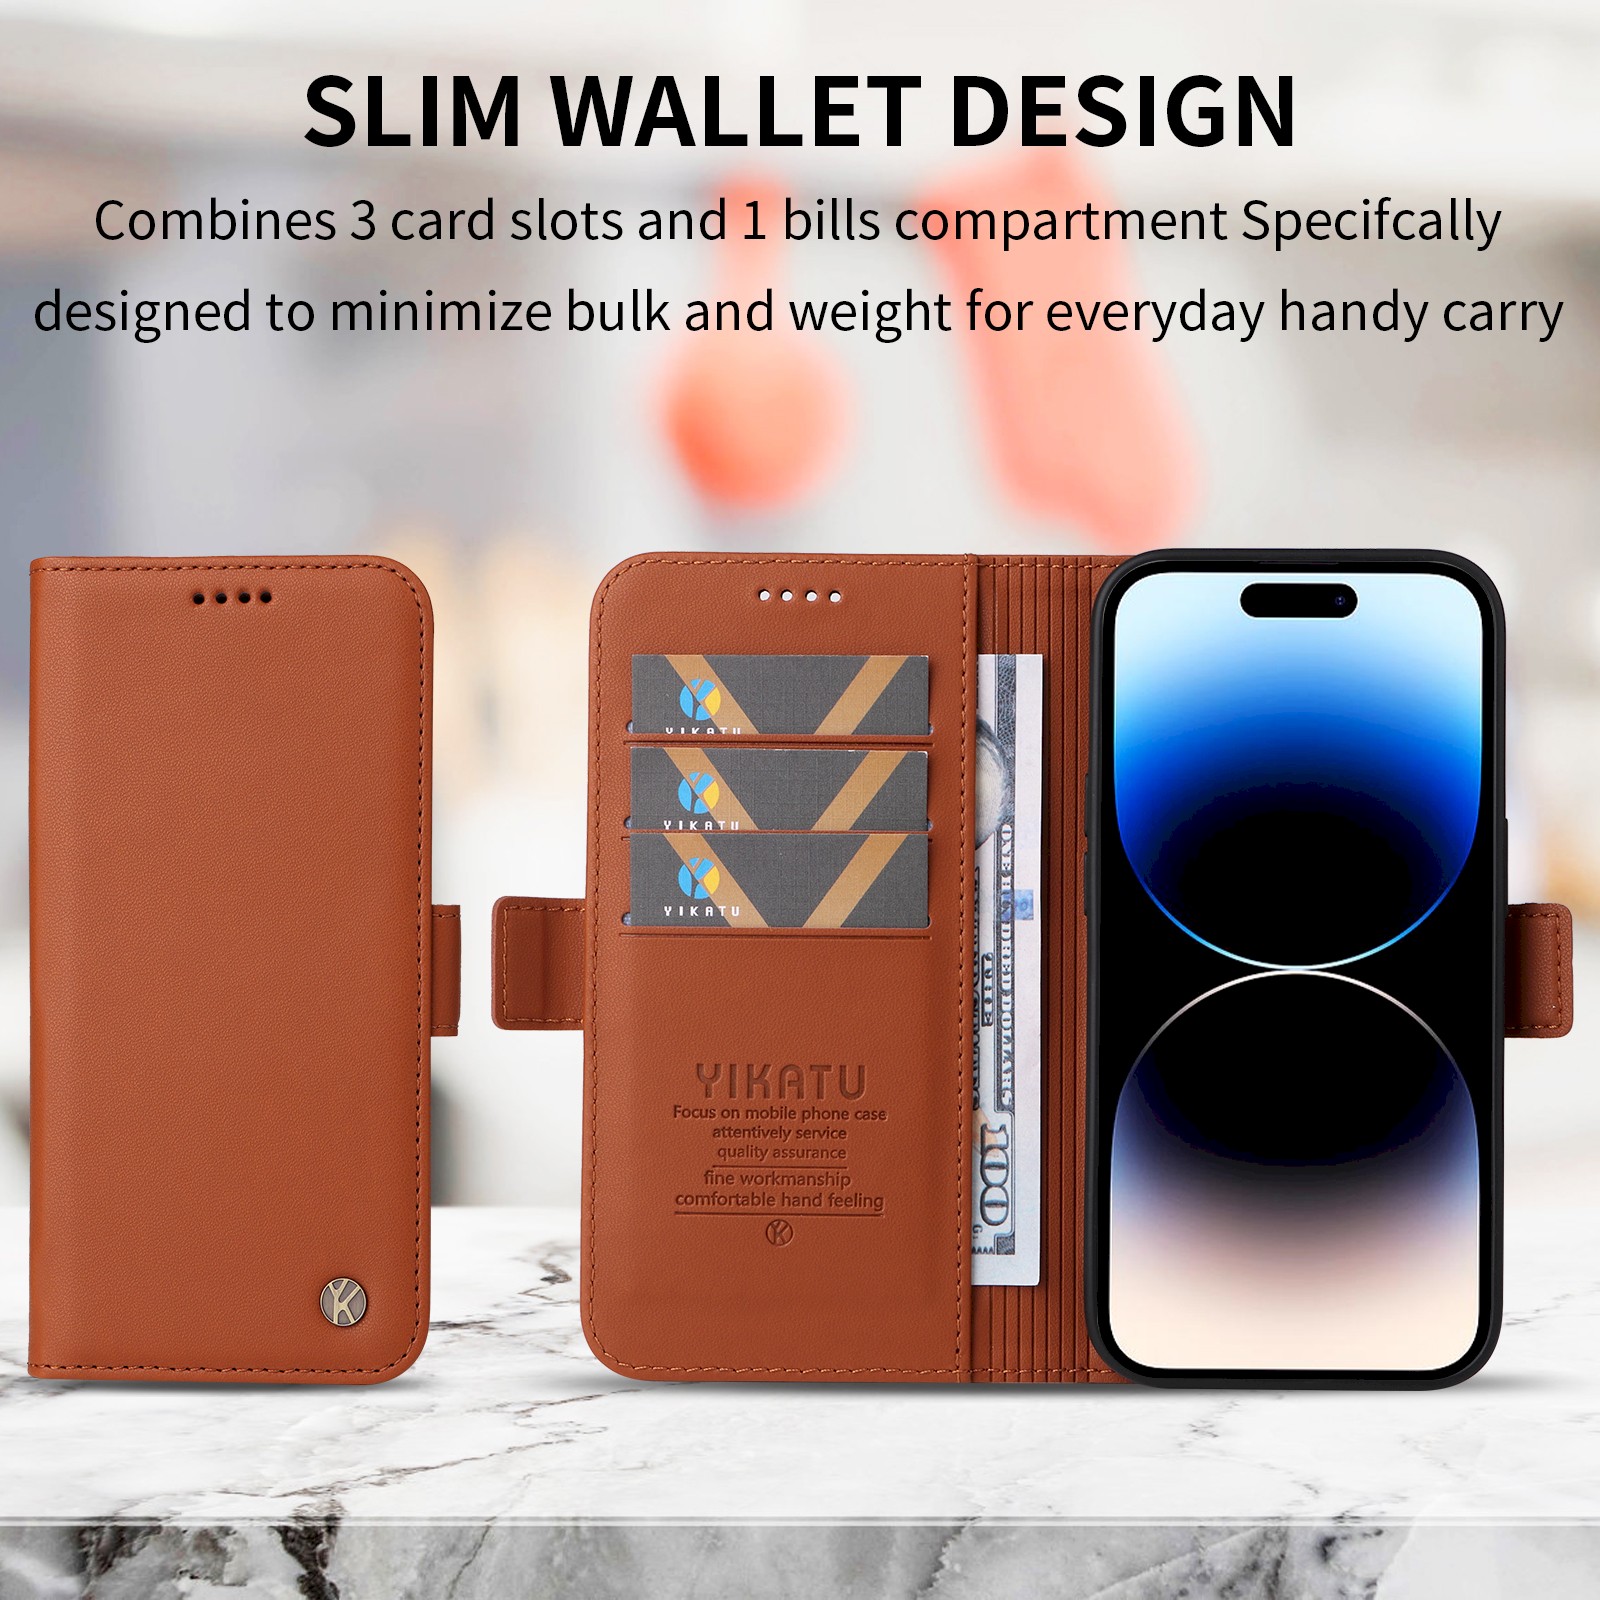 SLIM WALLET DESIGN
Combines 3 card slots and 1 bills compartment Specifcally
designed to minimize bulk and weight for everyday handy carry
YIKATU
YIKATU
YIKATU
YIKATU
Focus on mobile phone case
attentively service
quality assurance
fine workmanship
comfortable hand feeling
100